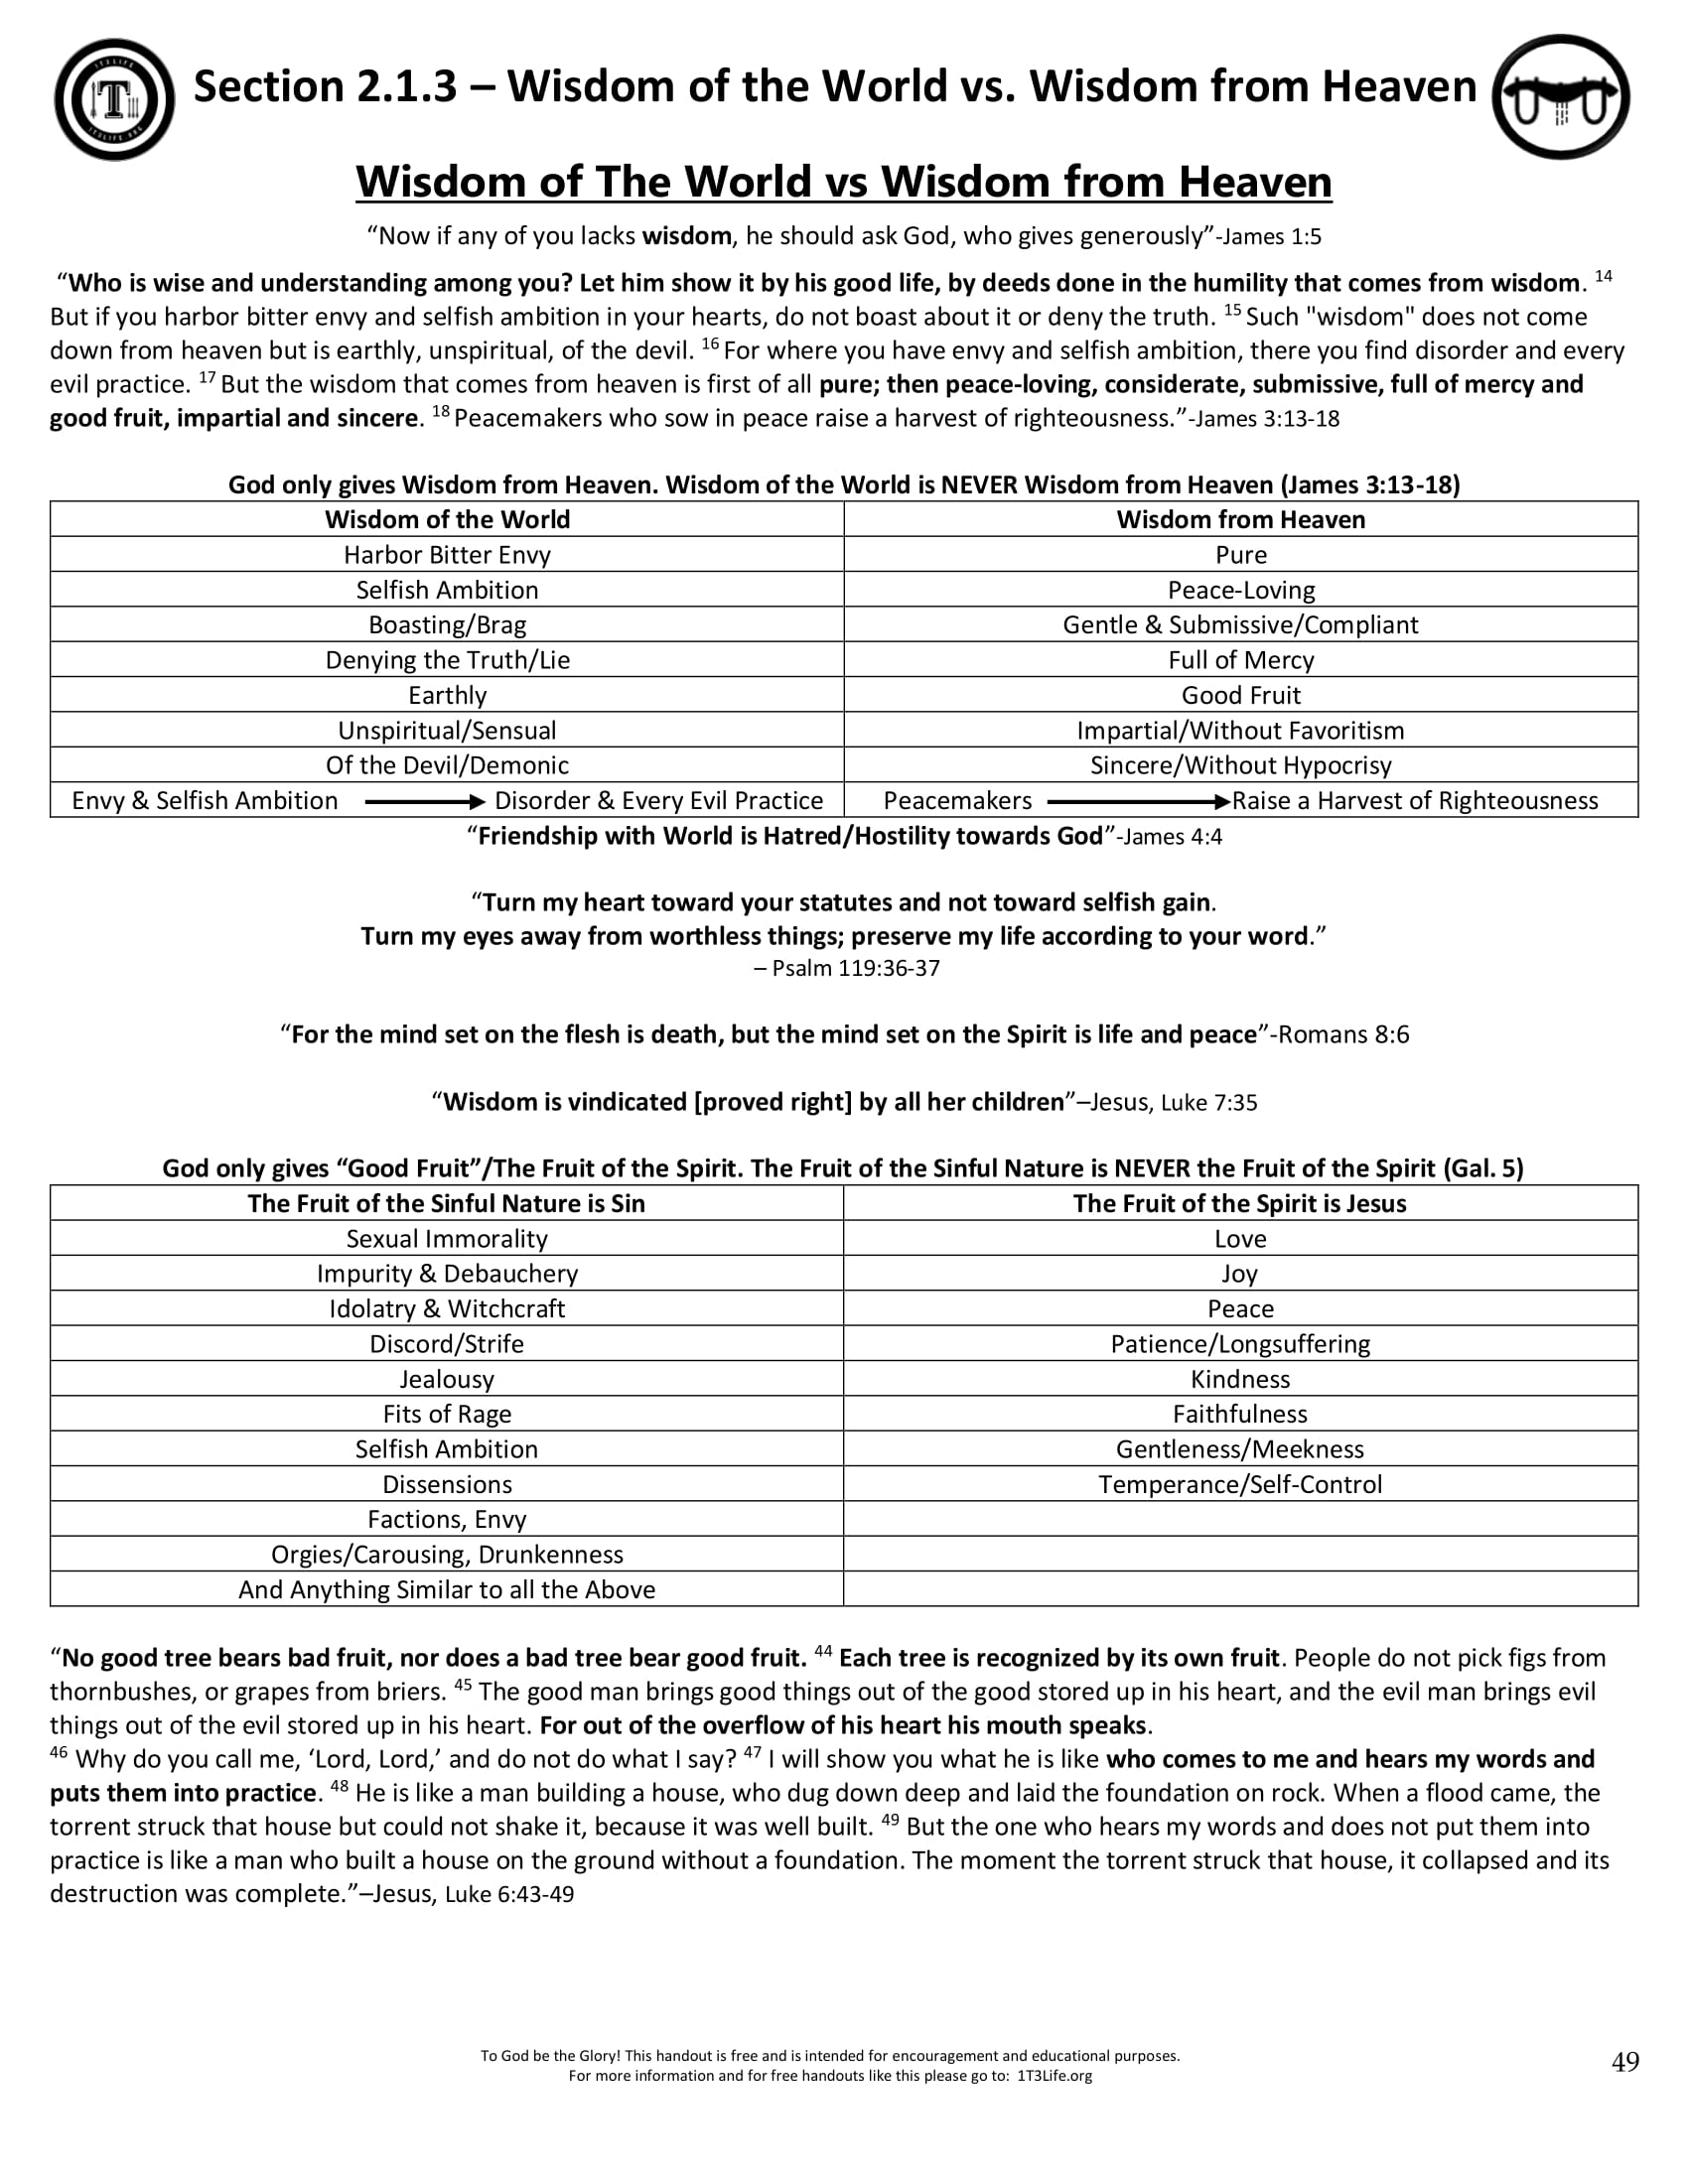 Section 2.1.3 – Wisdom of the World vs. Wisdom from Heaven
1T3LIFE
T
1T3LIFE.ORG
Wisdom of The World vs Wisdom from Heaven
“Now if any of you lacks wisdom, he should ask God, who gives generously”-James 1:5
“Who is wise and understanding among you? Let him show it by his good life, by deeds done in the humility that comes from wisdom. 14
But if you harbor bitter envy and selfish ambition in your hearts, do not boast about it or deny the truth. 15 Such "wisdom" does not come
down from heaven but is earthly, unspiritual, of the devil. 16 For where you have envy and selfish ambition, there you find disorder and every
evil practice. 17 But the wisdom that comes from heaven is first of all pure; then peace-loving, considerate, submissive, full of mercy and
good fruit, impartial and sincere. 18 Peacemakers who sow in peace raise a harvest of righteousness.”-James 3:13-18
God only gives Wisdom from Heaven. Wisdom of the World is NEVER Wisdom from Heaven (James 3:13-18)
Wisdom of the World Wisdom from Heaven
Harbor Bitter Envy Pure
Selfish Ambition Peace-Loving
Boasting/Brag Gentle & Submissive/Compliant
Denying the Truth/Lie Full of Mercy
Earthly Good Fruit
Unspiritual/Sensual Impartial/Without Favoritism
Of the Devil/Demonic Sincere/Without Hypocrisy
Envy & Selfish Ambition Disorder & Every Evil Practice Peacemakers Raise a Harvest of Righteousness
“Friendship with World is Hatred/Hostility towards God”-James 4:4
“Turn my heart toward your statutes and not toward selfish gain.
Turn my eyes away from worthless things; preserve my life according to your word.”
– Psalm 119:36-37
“For the mind set on the flesh is death, but the mind set on the Spirit is life and peace”-Romans 8:6
“Wisdom is vindicated [proved right] by all her children”–Jesus, Luke 7:35
God only gives “Good Fruit”/The Fruit of the Spirit. The Fruit of the Sinful Nature is NEVER the Fruit of the Spirit (Gal. 5)
The Fruit of the Sinful Nature is Sin The Fruit of the Spirit is Jesus
Sexual Immorality Love
Impurity & Debauchery Joy
Idolatry & Witchcraft Peace
Discord/Strife Patience/Longsuffering
Jealousy Kindness
Fits of Rage Faithfulness
Selfish Ambition Gentleness/Meekness
Dissensions Temperance/Self-Control
Factions, Envy
Orgies/Carousing, Drunkenness
And Anything Similar to all the Above
“No good tree bears bad fruit, nor does a bad tree bear good fruit. 44 Each tree is recognized by its own fruit. People do not pick figs from
thornbushes, or grapes from briers. 45 The good man brings good things out of the good stored up in his heart, and the evil man brings evil
things out of the evil stored up in his heart. For out of the overflow of his heart his mouth speaks.
46 Why do you call me, ‘Lord, Lord,’ and do not do what I say? 47 I will show you what he is like who comes to me and hears my words and
puts them into practice. 48 He is like a man building a house, who dug down deep and laid the foundation on rock. When a flood came, the
torrent struck that house but could not shake it, because it was well built. 49 But the one who hears my words and does not put them into
practice is like a man who built a house on the ground without a foundation. The moment the torrent struck that house, it collapsed and its
destruction was complete.”–Jesus, Luke 6:43-49
To God be the Glory! This handout is free and is intended for encouragement and educational purposes.
For more information and for free handouts like this please go to: 1T3Life.org
49